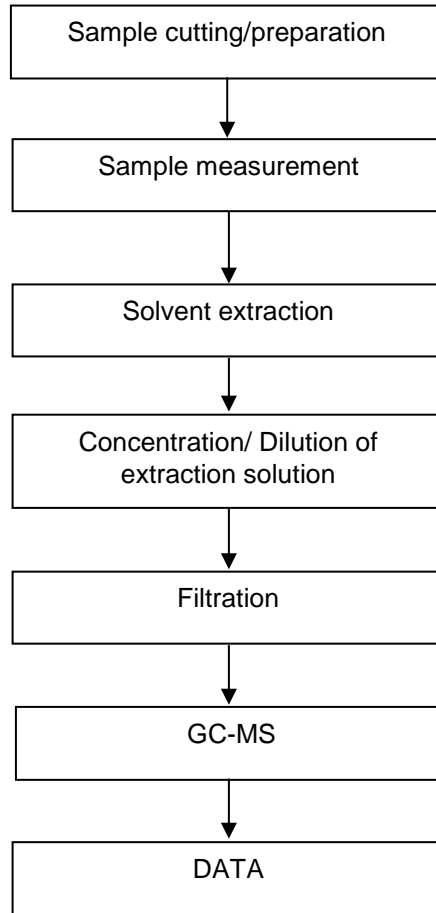 Sample cutting/preparation
Sample measurement
Solvent extraction
Concentration/ Dilution of
extraction solution
Filtration
GC-MS
DATA